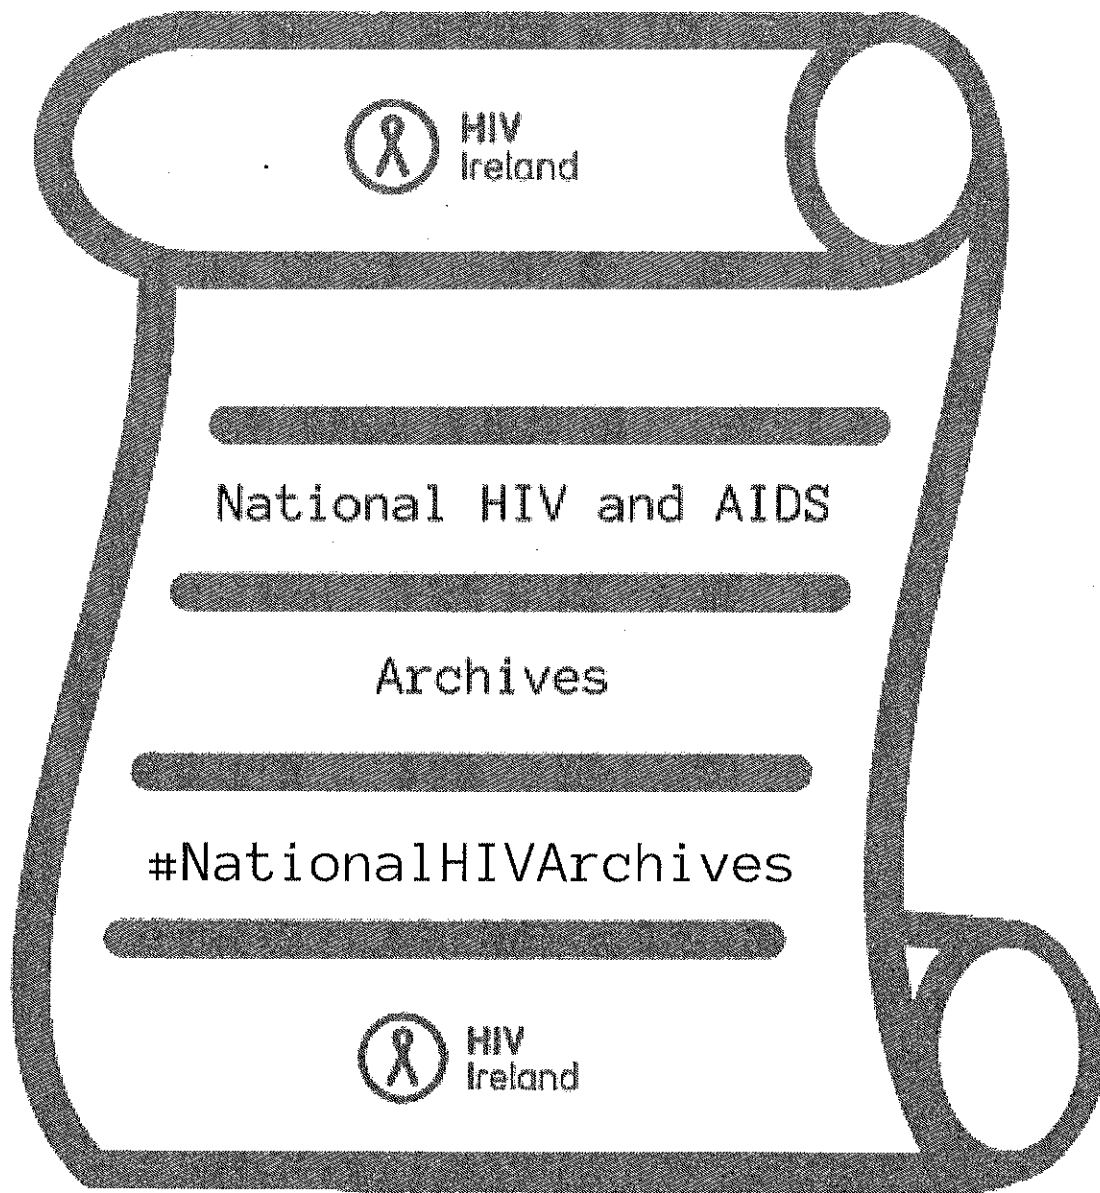 HIV
Ireland
National HIV and AIDS
Archives
#NationalHIVArchives
HIV
Ireland